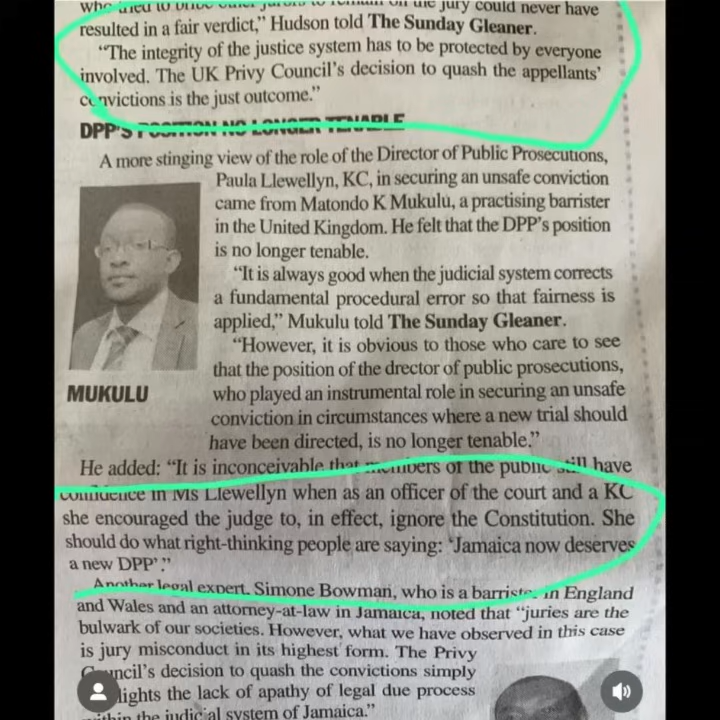 resulted in a fair verdict,” Hudson told The Sunday Gleaner.
“The integrity of the justice system has to be protected by everyone
involved. The UK Privy Council’s decision to quash the appellants’
convictions is the just outcome.”
DPP’S POSITION NO LONGER TENABLE
A more stinging view of the role of the Director of Public Prosecutions,
Paula Llewellyn, KC, in securing an unsafe conviction
came from Matondo K Mukulu, a practising barrister
in the United Kingdom. He felt that the DPP’s position
is no longer tenable.
“It is always good when the judicial system corrects
a fundamental procedural error so that fairness is
applied,” Mukulu told The Sunday Gleaner.
“However, it is obvious to those who care to see
that the position of the drector of public prosecutions,
who played an instrumental role in securing an unsafe
conviction in circumstances where a new trial should
have been directed, is no longer tenable.”
MUKULU
He added: “It is inconceivable that members of the public still have
confidence in Ms Llewellyn when as an officer of the court and a KC
she encouraged the judge to, in effect, ignore the Constitution. She
should do what right-thinking people are saying: ‘Jamaica now deserves
a new DPP’.”
Another legal expert, Simone Bowman, who is a barrister in England
and Wales and an attorney-at-law in Jamaica, noted that “juries are the
bulwark of our societies. However, what we have observed in this case
is jury misconduct in its highest form. The Privy
Council’s decision to quash the convictions simply
lights the lack of apathy of legal due process
within the judicial system of Jamaica.”